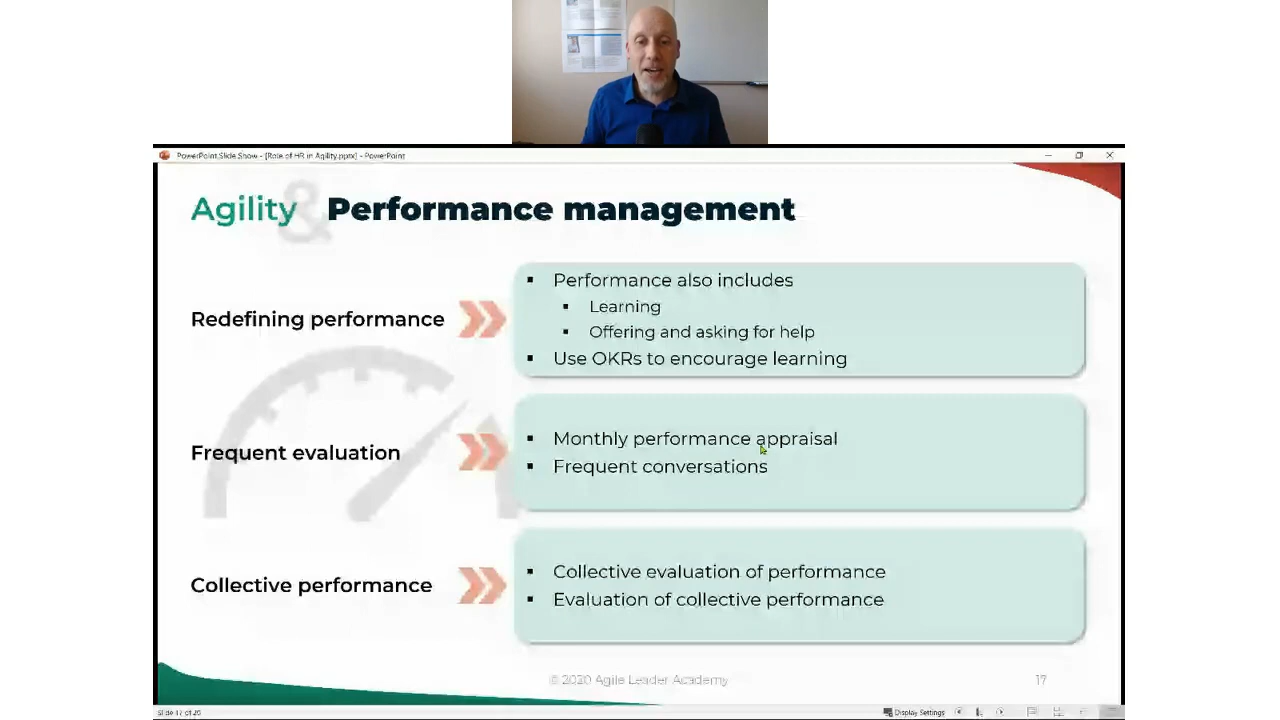 PowerPoint Slide Show - [Role of HR in Agility.pptx] - PowerPoint
Agility & Performance management
Redefining performance
▪ Performance also includes
▪ Learning
▪ Offering and asking for help
▪ Use OKRs to encourage learning
Frequent evaluation
▪ Monthly performance appraisal
▪ Frequent conversations
Collective performance
▪ Collective evaluation of performance
▪ Evaluation of collective performance
© 2020 Agile Leader Academy
17
Display Settings